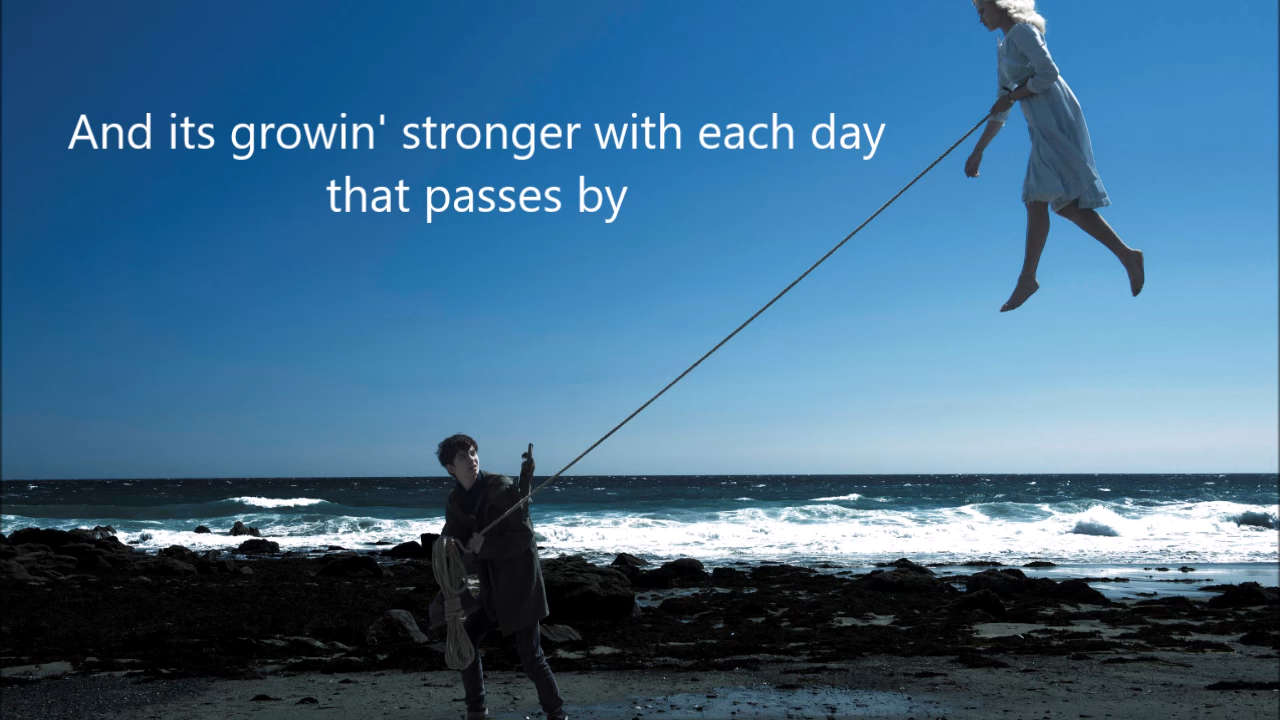 And its growin' stronger with each day
that passes by